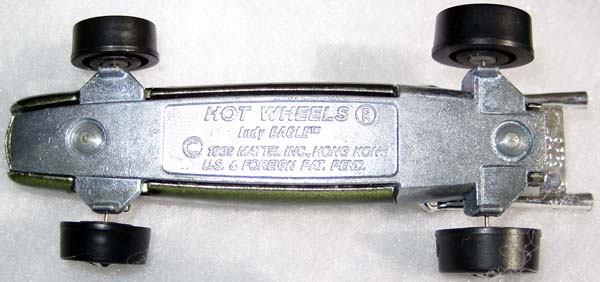 HOT WHEELS ®
Indy EAGLE™
© 1969 MATTEL INC., HONG KONG
U.S. & FOREIGN PAT. PEND.